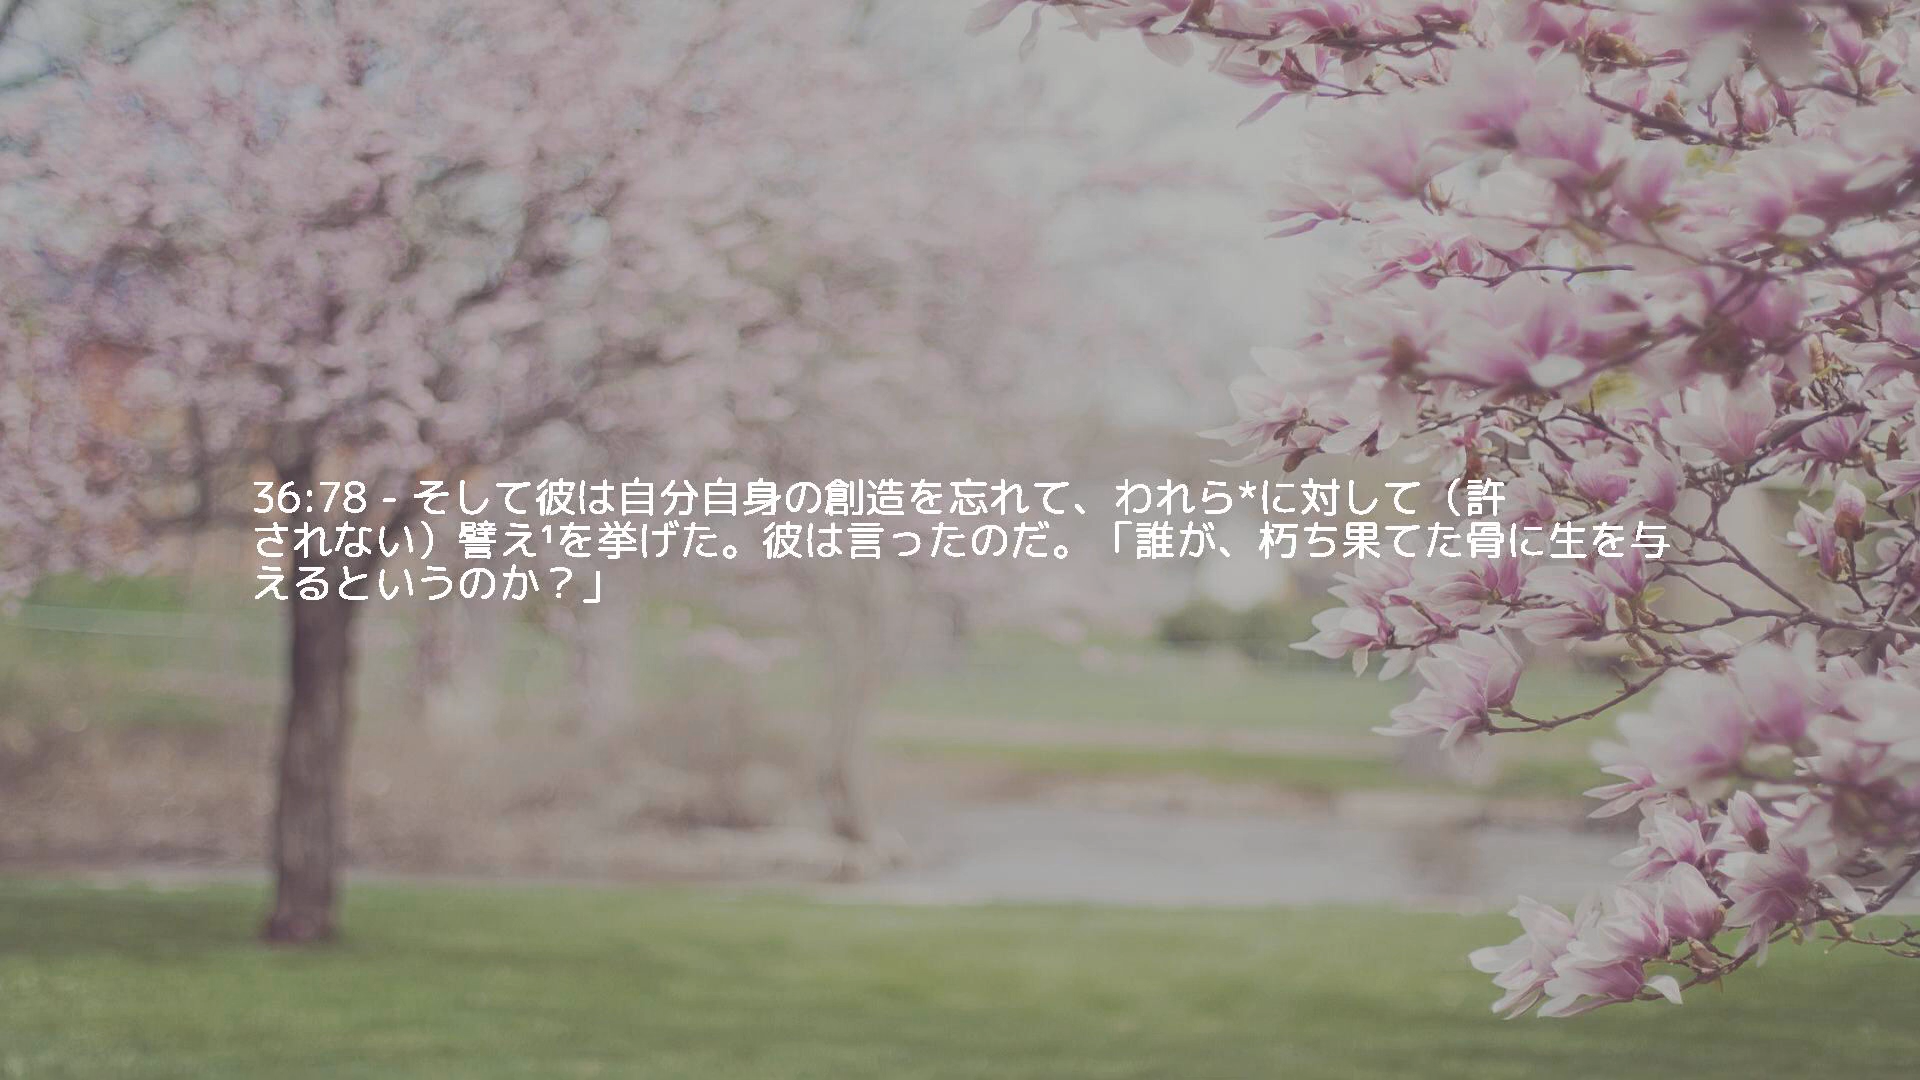 36:78 - そして彼は自分自身の創造を忘れて、われら*に対して（許
されない）譬え¹を挙げた。彼は言ったのだ。「誰が、朽ち果てた骨に生を与
えるというのか？」